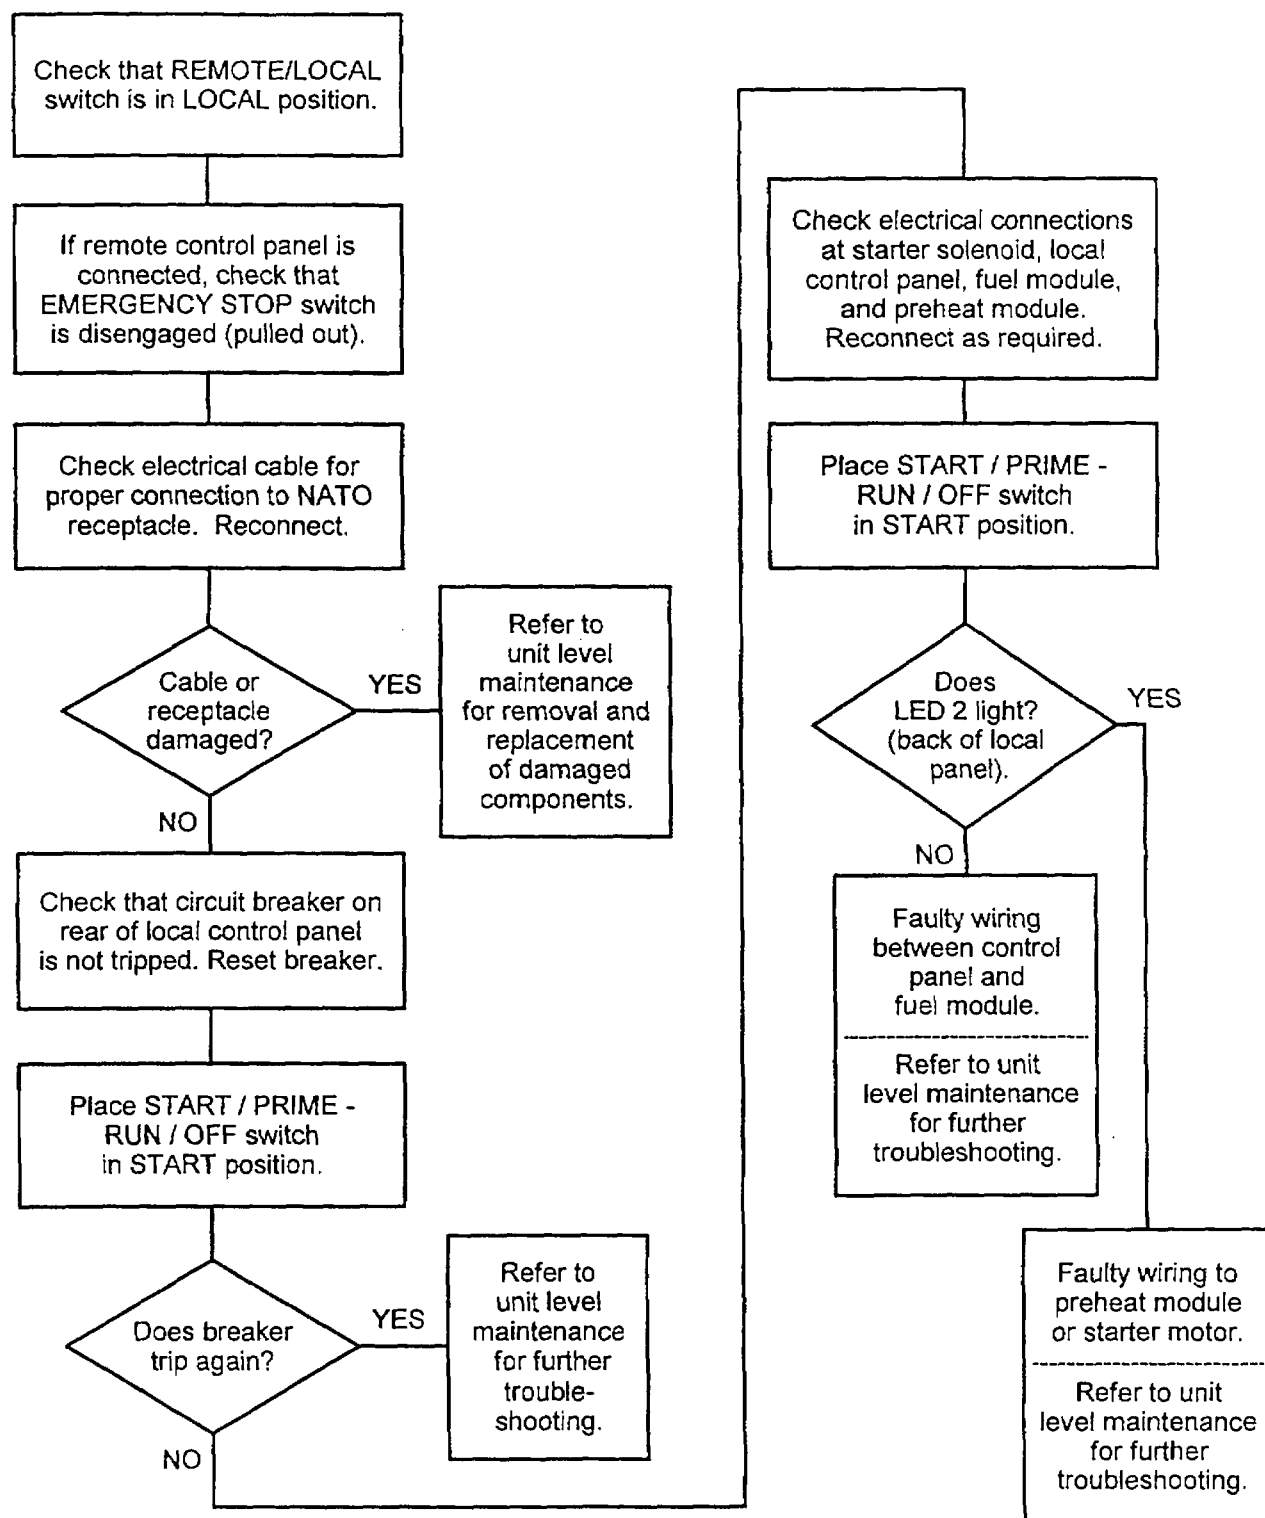 Check that REMOTE/LOCAL
switch is in LOCAL position.
If remote control panel is
connected, check that
EMERGENCY STOP switch
is disengaged (pulled out).
Check electrical cable for
proper connection to NATO
receptacle. Reconnect.
Cable or
receptacle
damaged?
YES
Refer to
unit level
maintenance
for removal and
replacement
of damaged
components.
NO
Check that circuit breaker on
rear of local control panel
is not tripped. Reset breaker.
Place START / PRIME -
RUN / OFF switch
in START position.
Does breaker
trip again?
YES
Refer to
unit level
maintenance
for further
trouble-
shooting.
NO
Check electrical connections
at starter solenoid, local
control panel, fuel module,
and preheat module.
Reconnect as required.
Place START / PRIME -
RUN / OFF switch
in START position.
Does
LED 2 light?
(back of local
panel).
YES
NO
Faulty wiring
between control
panel and
fuel module.
Refer to unit
level maintenance
for further
troubleshooting.
Faulty wiring to
preheat module
or starter motor.
Refer to unit
level maintenance
for further
troubleshooting.